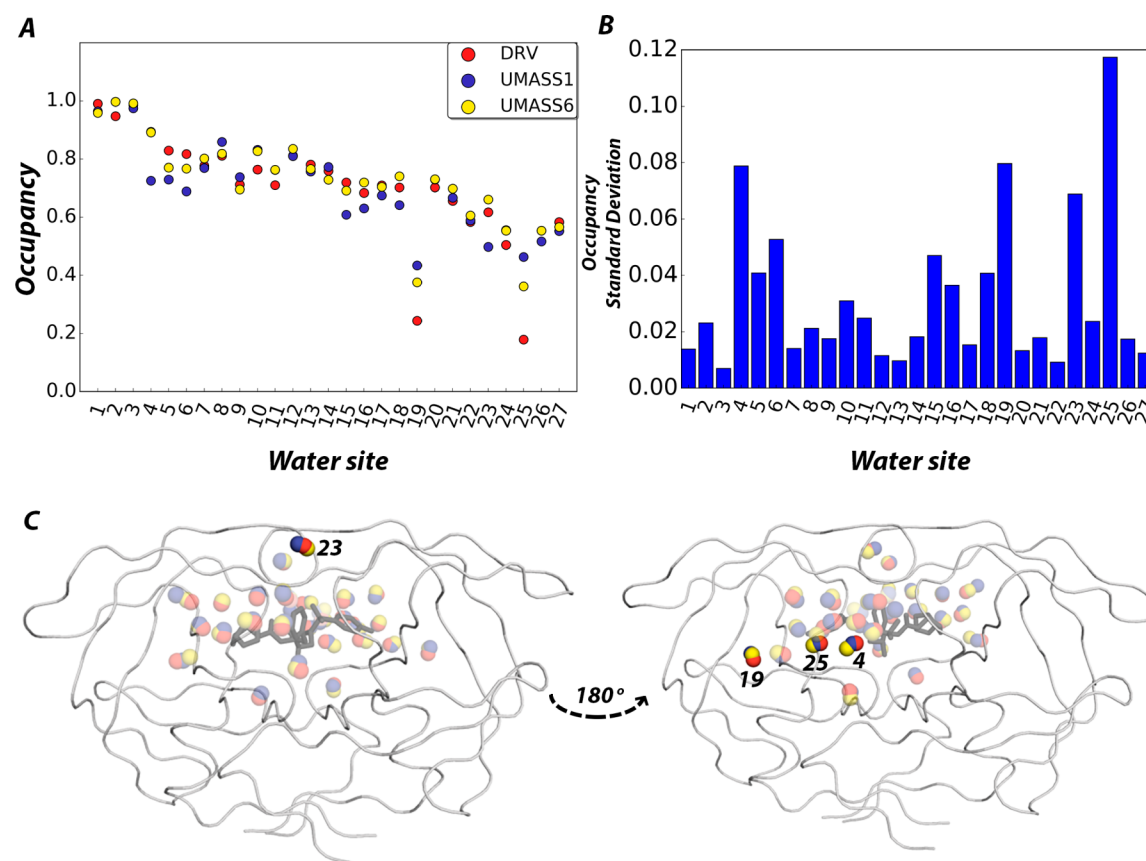 A
DRV
UMASS1
UMASS6
1.0
0.8
0.6
0.4
0.2
0.0
Occupancy
1 2 3 4 5 6 7 8 9 10 11 12 13 14 15 16 17 18 19 20 21 22 23 24 25 26 27
Water site
B
0.12
0.10
0.08
0.06
0.04
0.02
0.00
Occupancy
Standard Deviation
1 2 3 4 5 6 7 8 9 10 11 12 13 14 15 16 17 18 19 20 21 22 23 24 25 26 27
Water site
C
23
180°
19
25
4